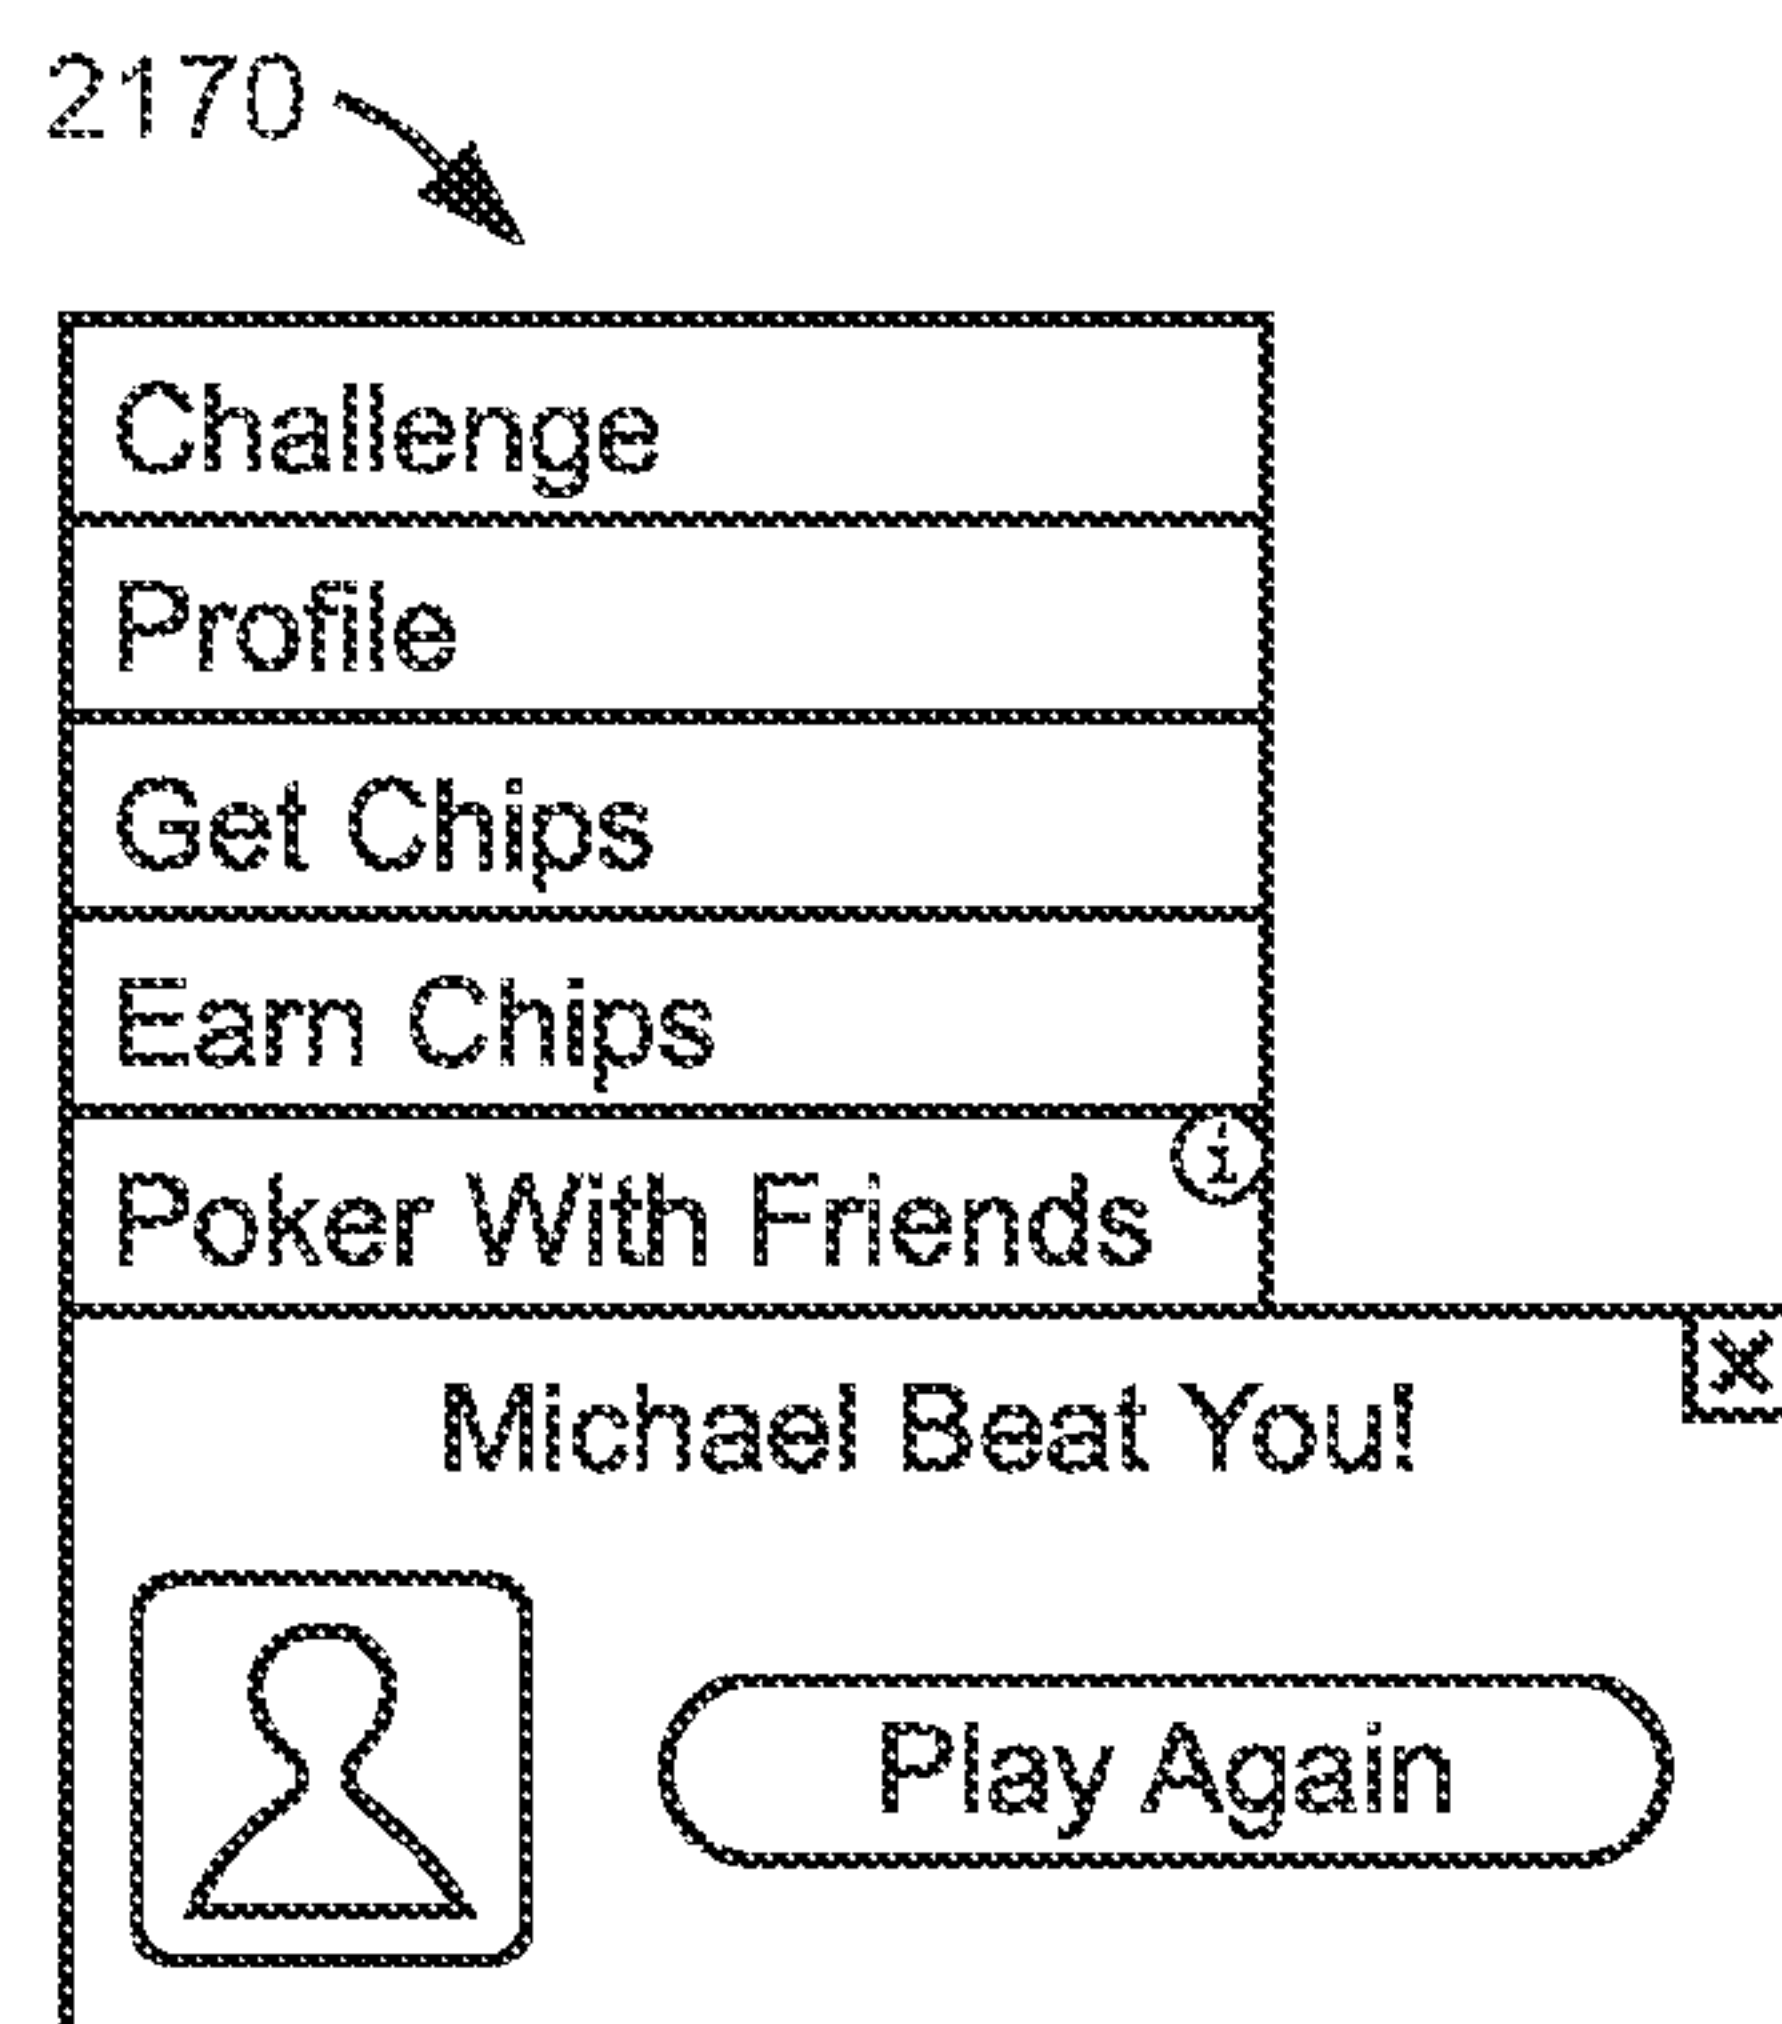 2170
Challenge
Profile
Get Chips
Earn Chips
i
Poker With Friends
X
Michael Beat You!
Play Again